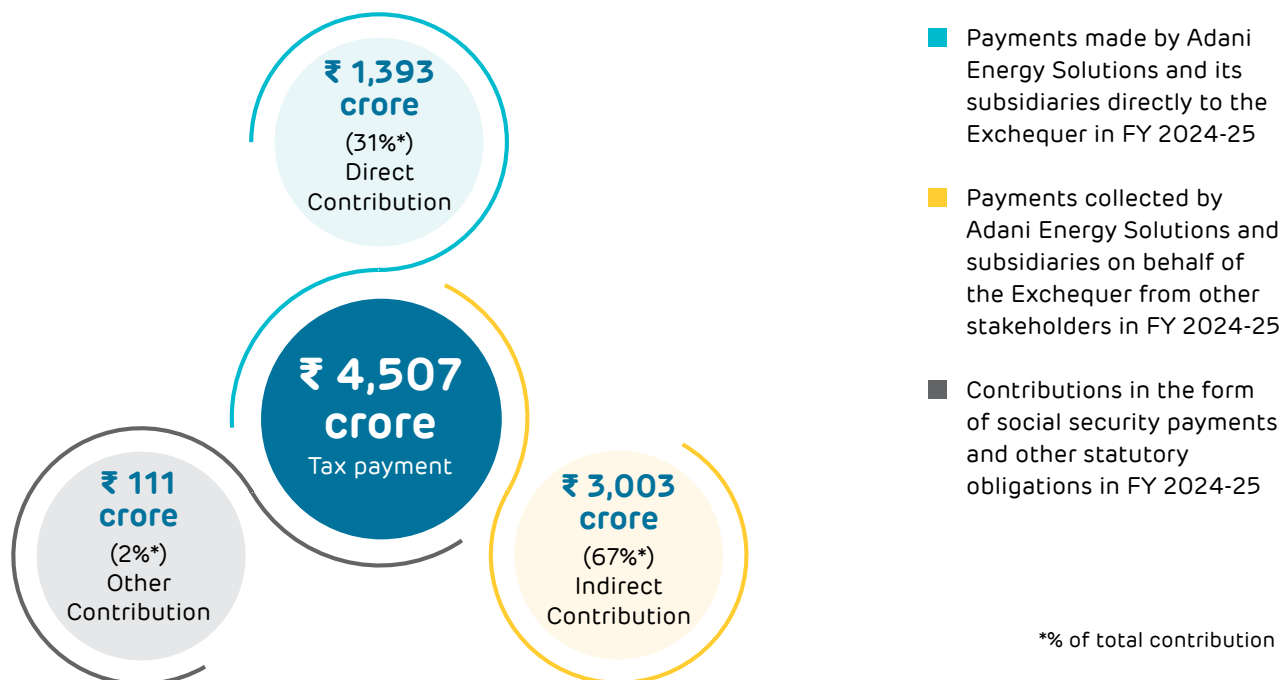 ₹ 1,393
crore
(31%*)
Direct
Contribution
₹ 4,507
crore
Tax payment
₹ 111
crore
(2%*)
Other
Contribution
₹ 3,003
crore
(67%*)
Indirect
Contribution
Payments made by Adani
Energy Solutions and its
subsidiaries directly to the
Exchequer in FY 2024-25
Payments collected by
Adani Energy Solutions and
subsidiaries on behalf of
the Exchequer from other
stakeholders in FY 2024-25
Contributions in the form
of social security payments
and other statutory
obligations in FY 2024-25
*% of total contribution